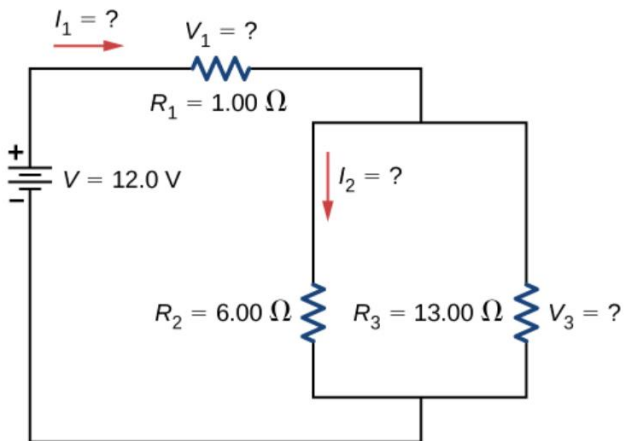 I₁ = ?
V₁ = ?
R₁ = 1.00 Ω
+
V = 12.0 V
-
I₂ = ?
R₂ = 6.00 Ω
R₃ = 13.00 Ω
V₃ = ?